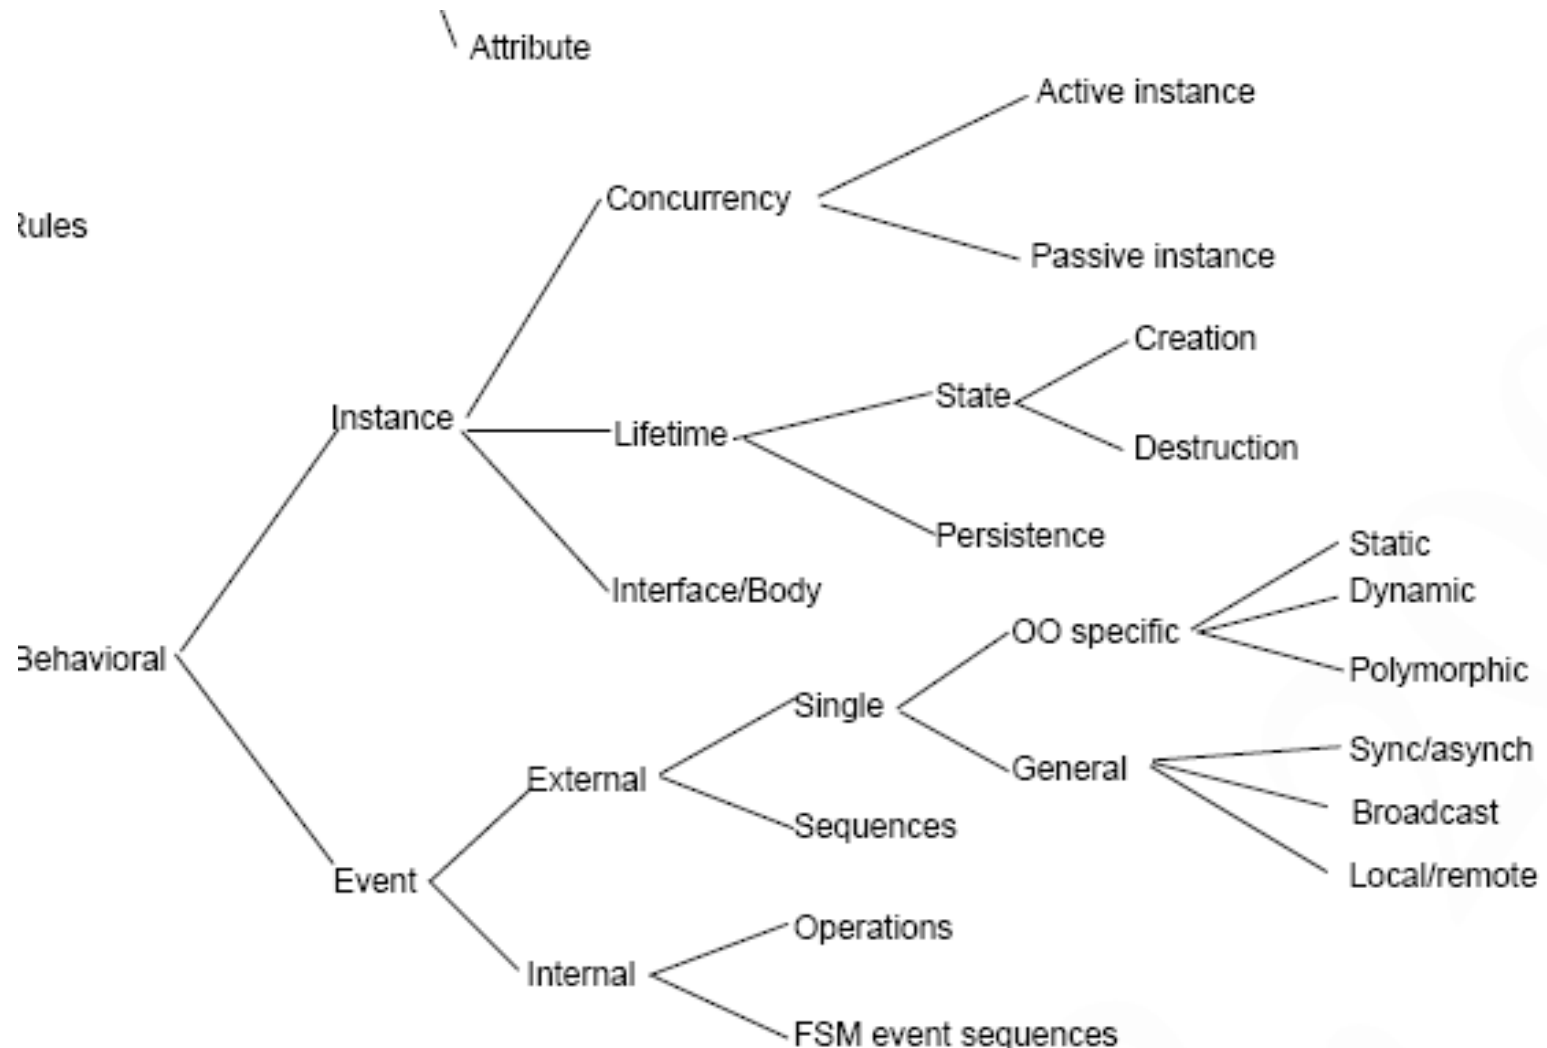 Attribute
Active instance
Concurrency
Rules
Passive instance
Creation
State
Instance
Lifetime
Destruction
Persistence
Static
Interface/Body
Dynamic
OO specific
Behavioral
Polymorphic
Single
Sync/asynch
General
External
Broadcast
Sequences
Local/remote
Event
Operations
Internal
FSM event sequences